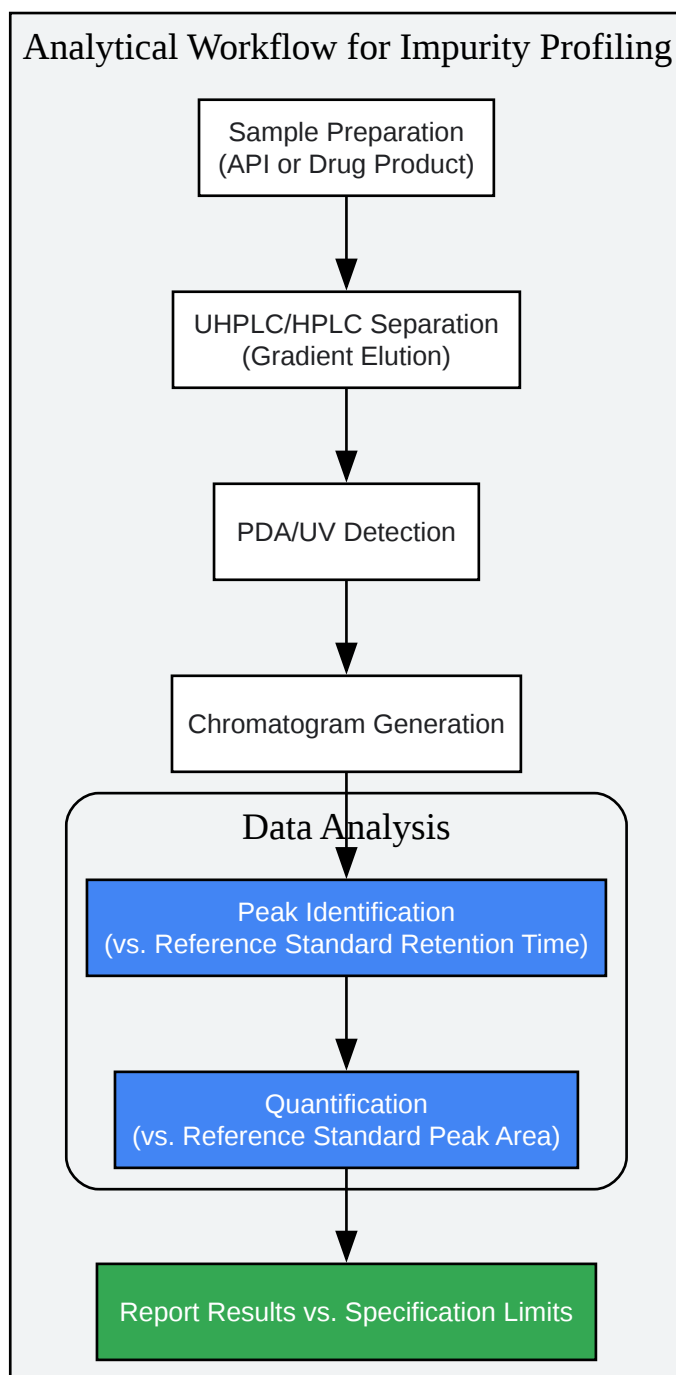 Analytical Workflow for Impurity Profiling
Sample Preparation
(API or Drug Product)
UHPLC/HPLC Separation
(Gradient Elution)
PDA/UV Detection
Chromatogram Generation
Data Analysis
Peak Identification
(vs. Reference Standard Retention Time)
Quantification
(vs. Reference Standard Peak Area)
Report Results vs. Specification Limits